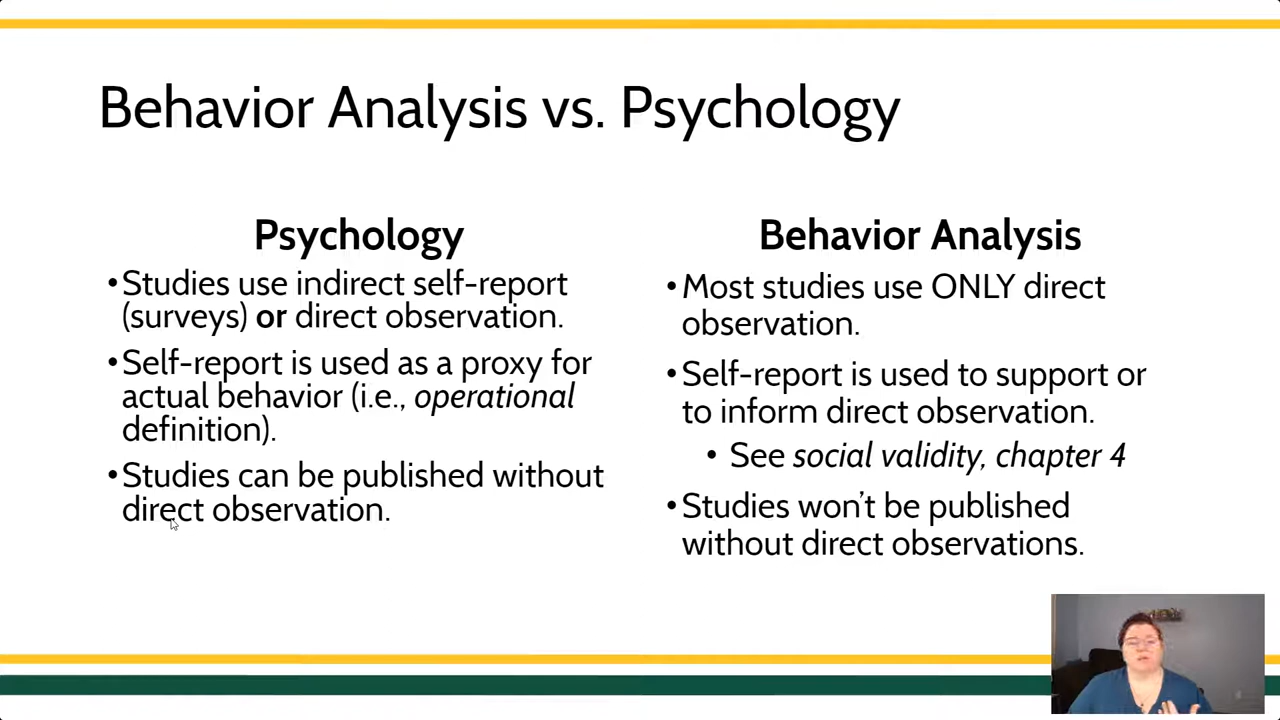 Behavior Analysis vs. Psychology
Psychology
•Studies use indirect self-report
(surveys) or direct observation.
•Self-report is used as a proxy for
actual behavior (i.e., operational
definition).
•Studies can be published without
direct observation.
Behavior Analysis
•Most studies use ONLY direct
observation.
•Self-report is used to support or
to inform direct observation.
• See social validity, chapter 4
•Studies won’t be published
without direct observations.